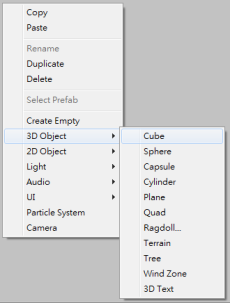 Copy
Paste
Rename
Duplicate
Delete
Select Prefab
Create Empty
3D Object
2D Object
Light
Audio
UI
Particle System
Camera
Cube
Sphere
Capsule
Cylinder
Plane
Quad
Ragdoll...
Terrain
Tree
Wind Zone
3D Text